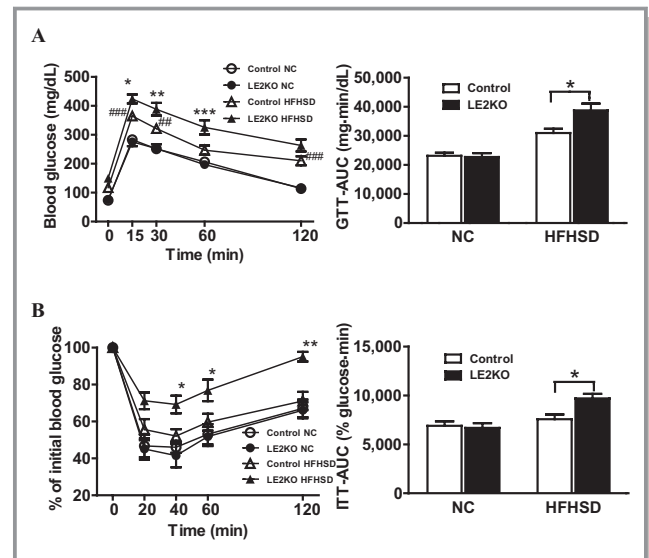 A
Blood glucose (mg/dL)
500
400
300
200
100
0
0 15 30 60 120
Time (min)
* ** ***
### ## ###
Control NC
LE2KO NC
Control HFHSD
LE2KO HFHSD
GTT-AUC (mg·min/dL)
50,000
40,000
30,000
20,000
10,000
0
Control
LE2KO
*
NC HFHSD
B
% of initial blood glucose
100
80
60
40
20
0 20 40 60 120
Time (min)
* * **
Control NC
LE2KO NC
Control HFHSD
LE2KO HFHSD
ITT-AUC (% glucose·min)
15,000
10,000
5,000
0
Control
LE2KO
*
NC HFHSD